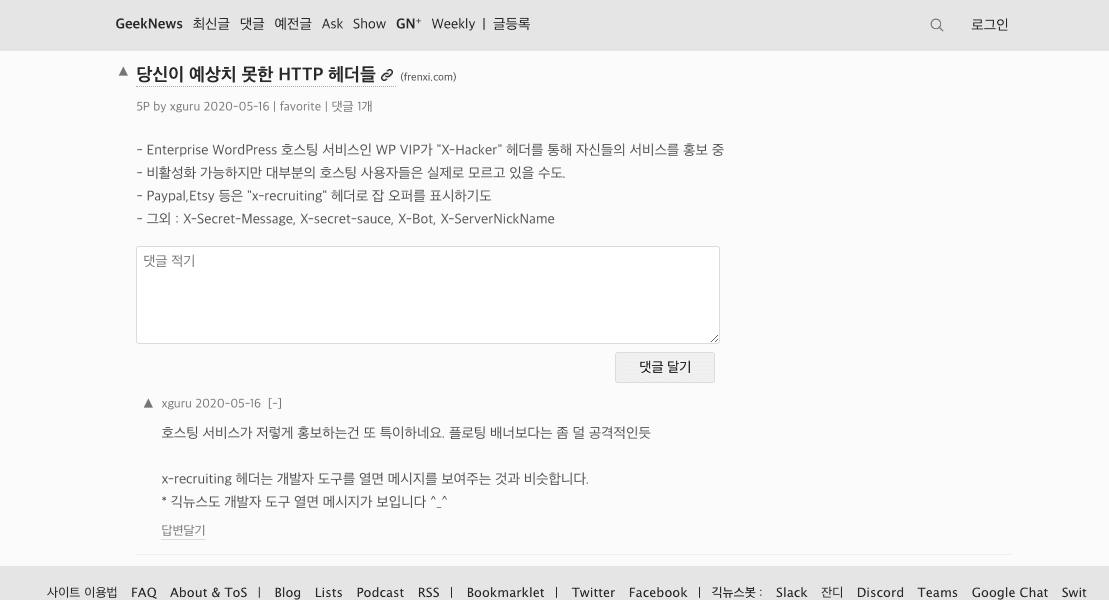 GeekNews 최신글 댓글 예전글 Ask Show GN⁺ Weekly | 글등록 로그인
▲ 당신이 예상치 못한 HTTP 헤더들 (frenxi.com)
5P by xguru 2020-05-16 | favorite | 댓글 1개
- Enterprise WordPress 호스팅 서비스인 WP VIP가 "X-Hacker" 헤더를 통해 자신들의 서비스를 홍보 중
- 비활성화 가능하지만 대부분의 호스팅 사용자들은 실제로 모르고 있을 수도.
- Paypal,Etsy 등은 "x-recruiting" 헤더로 잡 오퍼를 표시하기도
- 그외 : X-Secret-Message, X-secret-sauce, X-Bot, X-ServerNickName
댓글 적기
댓글 달기
▲ xguru 2020-05-16 [-]
호스팅 서비스가 저렇게 홍보하는건 또 특이하네요. 플로팅 배너보다는 좀 덜 공격적인듯
x-recruiting 헤더는 개발자 도구를 열면 메시지를 보여주는 것과 비슷합니다.
* 긱뉴스도 개발자 도구 열면 메시지가 보입니다 ^_^
답변달기
사이트 이용법 FAQ About & ToS | Blog Lists Podcast RSS | Bookmarklet | Twitter Facebook | 긱뉴스봇 : Slack 잔디 Discord Teams Google Chat Swit